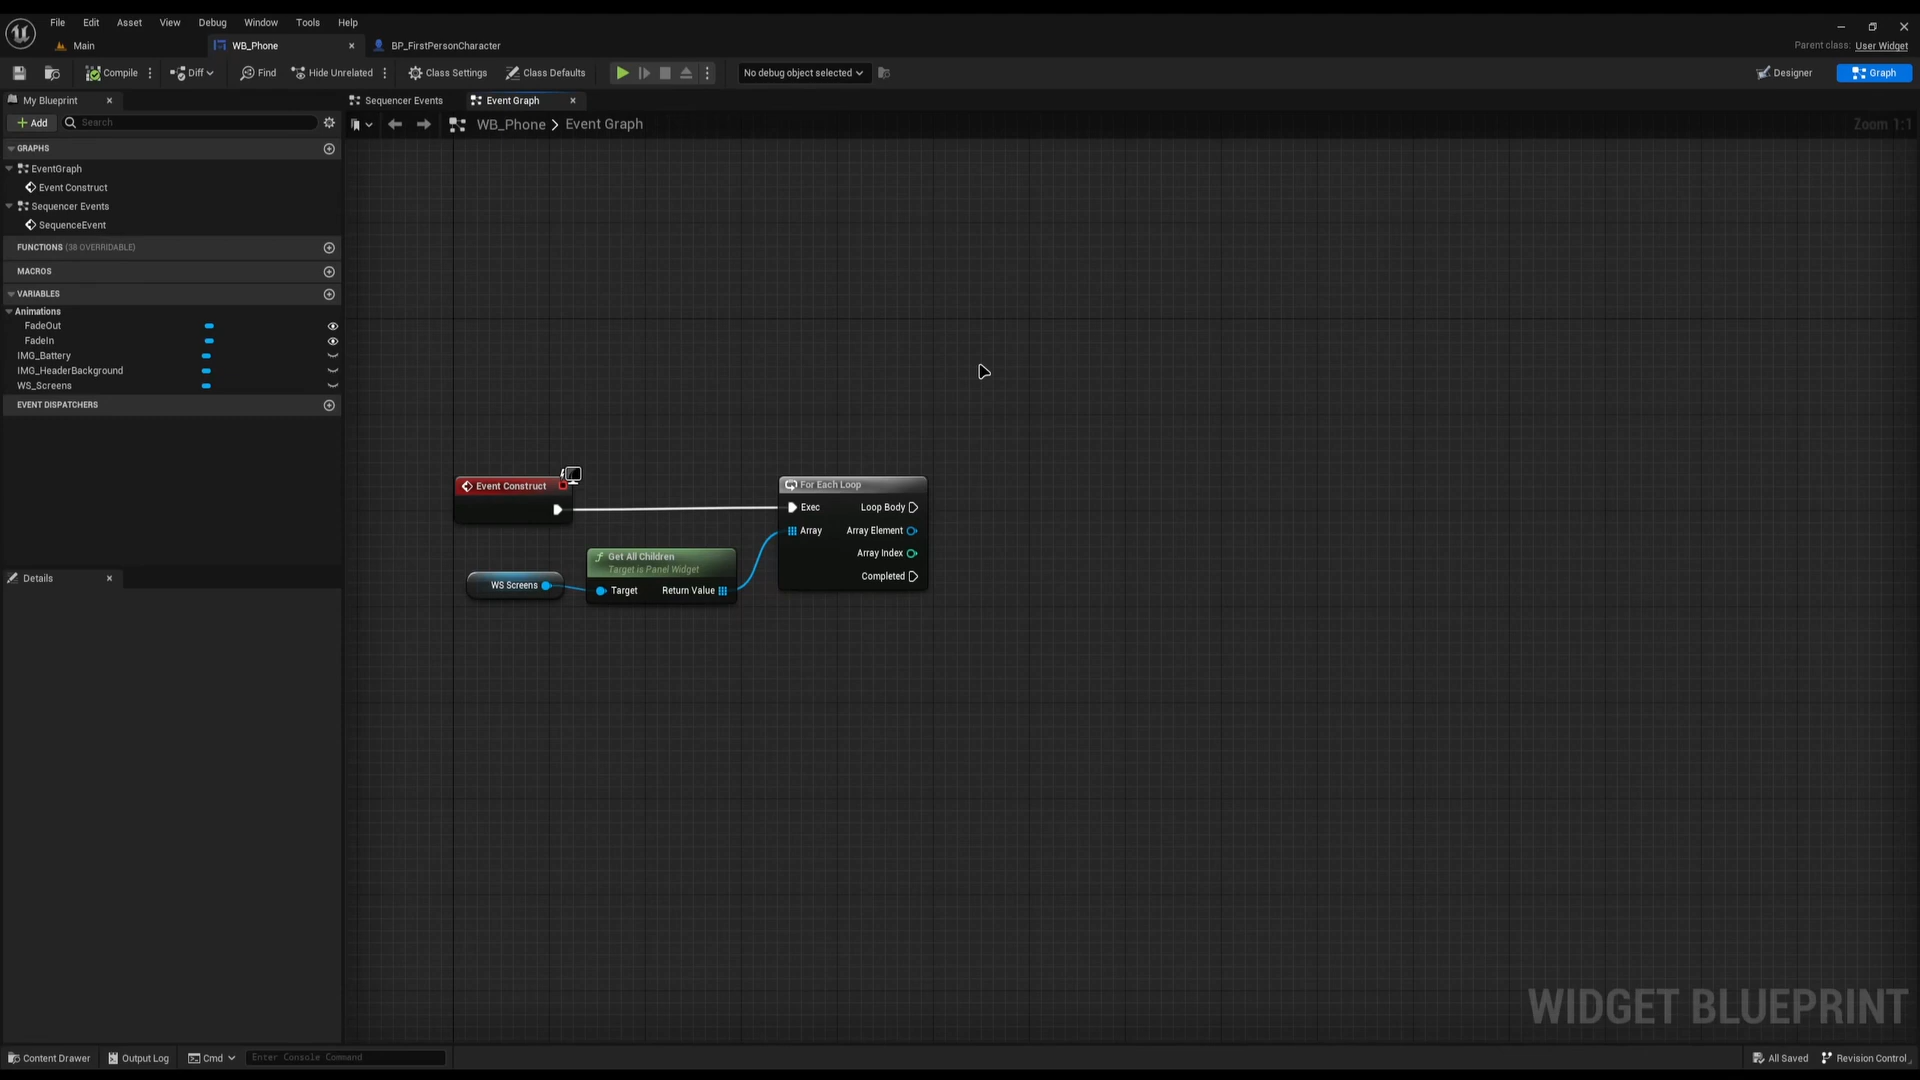 File Edit Asset View Debug Window Tools Help
Main WB_Phone BP_FirstPersonCharacter Parent class: User Widget
Compile Diff Find Hide Unrelated Class Settings Class Defaults No debug object selected Designer Graph
My Blueprint Sequencer Events Event Graph
Add Search WB_Phone > Event Graph Zoom 1:1
GRAPHS
EventGraph
Event Construct
Sequencer Events
SequenceEvent
FUNCTIONS (38 OVERRIDABLE)
MACROS
VARIABLES
Animations
FadeOut
FadeIn
IMG_Battery
IMG_HeaderBackground
WS_Screens
EVENT DISPATCHERS
Details
Event Construct
WS Screens
Get All Children
Target is Panel Widget
Target Return Value
For Each Loop
Exec Loop Body
Array Array Element
Array Index
Completed
WIDGET BLUEPRINT
Content Drawer Output Log Cmd Enter Console Command All Saved Revision Control